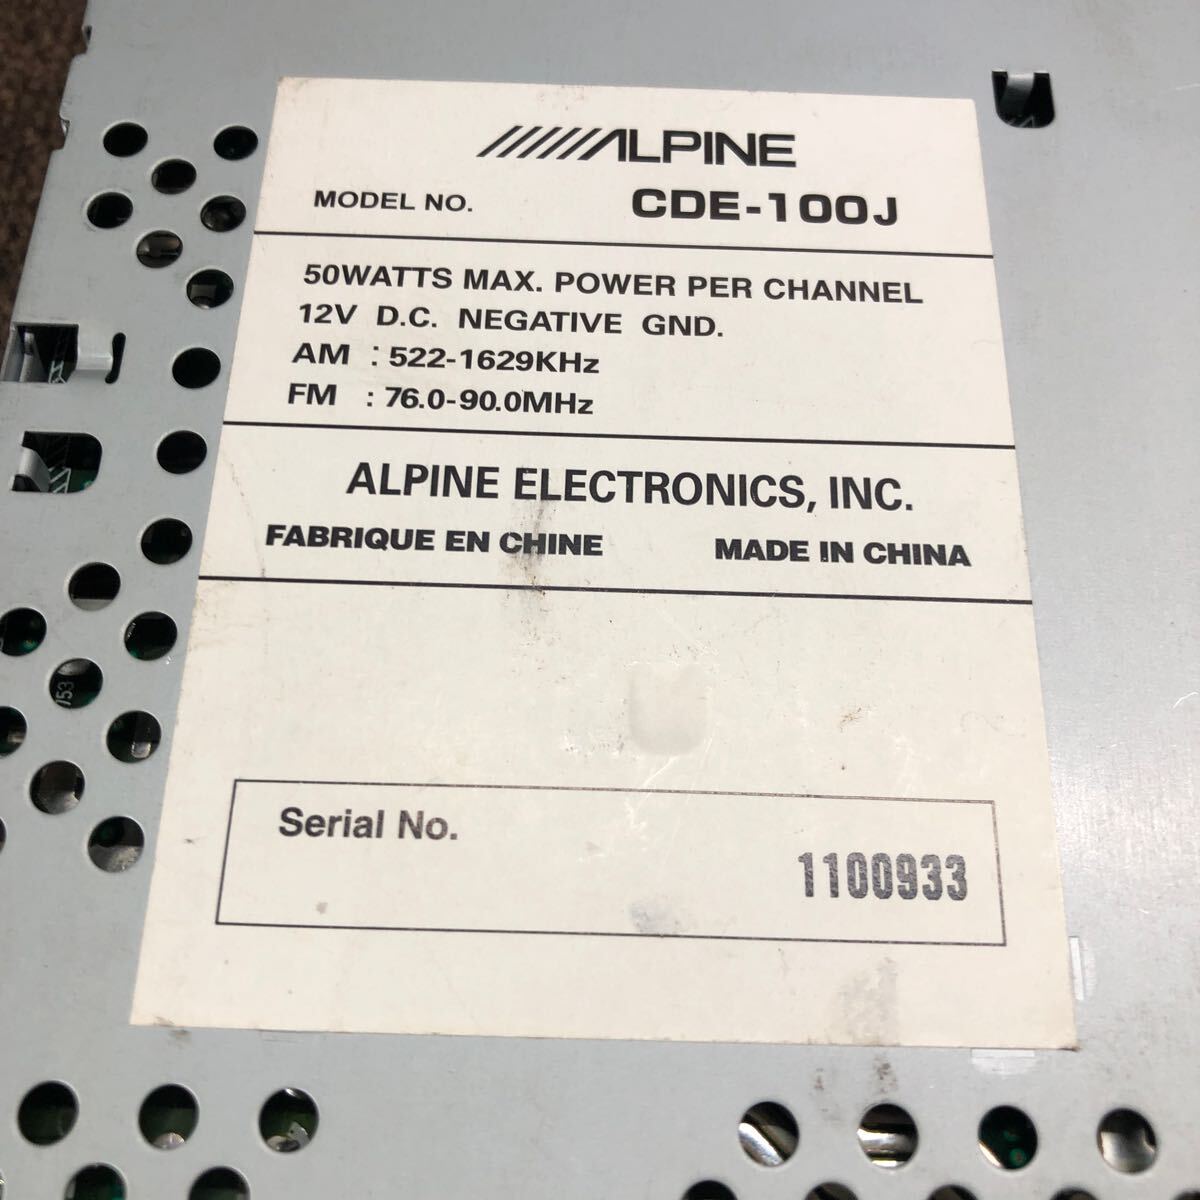 ALPINE
MODEL NO. CDE-100J
50WATTS MAX. POWER PER CHANNEL
12V D.C. NEGATIVE GND.
AM : 522-1629KHz
FM : 76.0-90.0MHz
ALPINE ELECTRONICS, INC.
FABRIQUE EN CHINE MADE IN CHINA
Serial No.
1100933